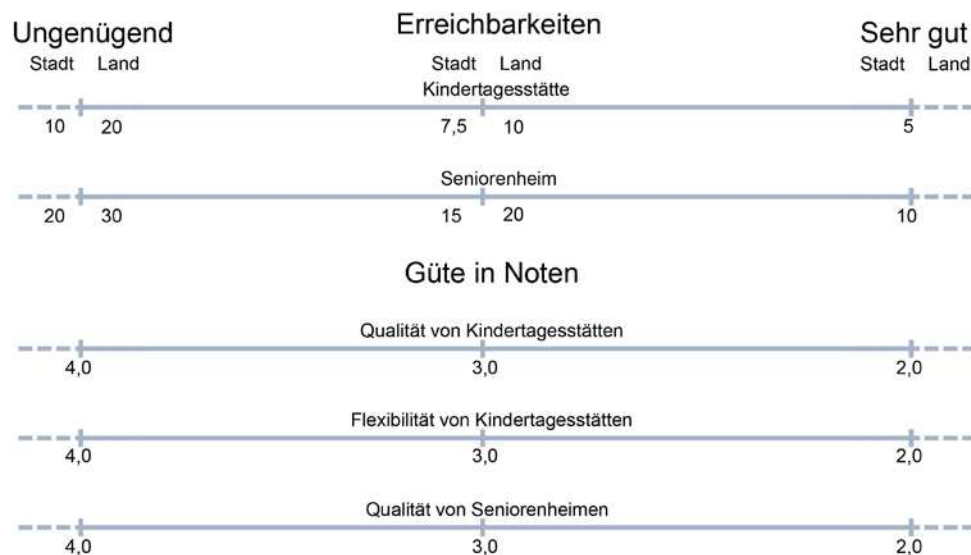 Ungenügend Erreichbarkeiten Sehr gut
Stadt Land Stadt Land Stadt Land
Kindertagesstätte
10 20 7,5 10 5
Seniorenheim
20 30 15 20 10
Güte in Noten
Qualität von Kindertagesstätten
4,0 3,0 2,0
Flexibilität von Kindertagesstätten
4,0 3,0 2,0
Qualität von Seniorenheimen
4,0 3,0 2,0